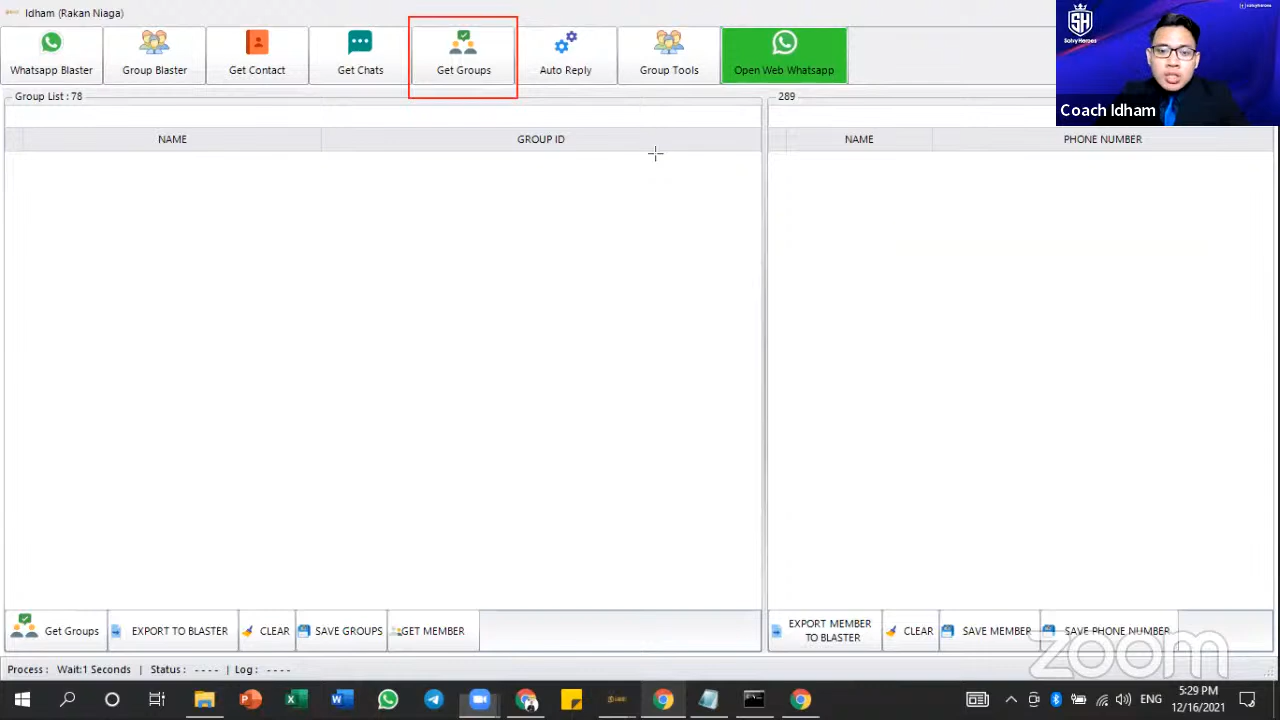 Idham (Rakan Niaga)
Whatsapp Blaster
Group Blaster
Get Contact
Get Chats
Get Groups
Auto Reply
Group Tools
Open Web Whatsapp
SH
SalvyHeroes
Coach Idham
Group List : 78
289
NAME
GROUP ID
NAME
PHONE NUMBER
Get Groups
EXPORT TO BLASTER
CLEAR
SAVE GROUPS
GET MEMBER
EXPORT MEMBER
TO BLASTER
CLEAR
SAVE MEMBER
SAVE PHONE NUMBER
zoom
Process : Wait:1 Seconds | Status : - - - - | Log : - - - -
ENG
5:29 PM
12/16/2021